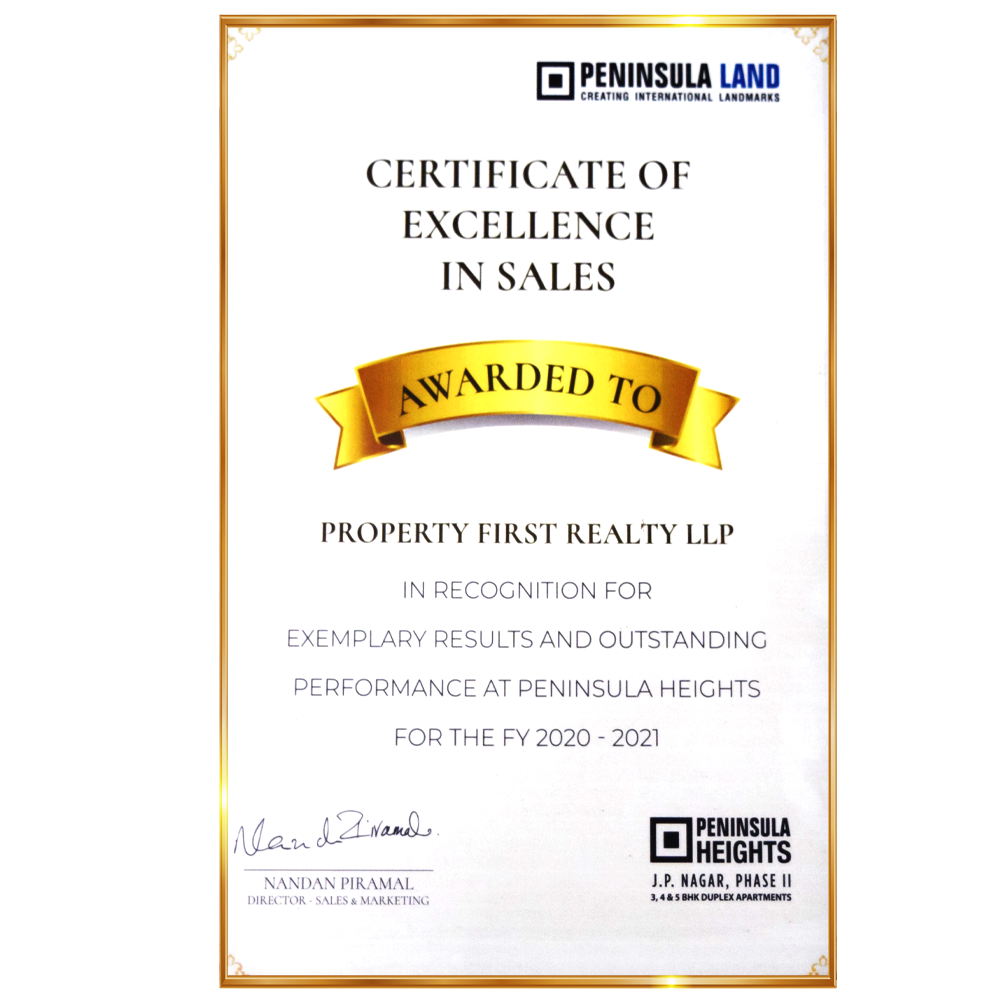 PENINSULA LAND
CREATING INTERNATIONAL LANDMARKS
CERTIFICATE OF
EXCELLENCE
IN SALES
AWARDED TO
PROPERTY FIRST REALTY LLP
IN RECOGNITION FOR
EXEMPLARY RESULTS AND OUTSTANDING
PERFORMANCE AT PENINSULA HEIGHTS
FOR THE FY 2020 - 2021
Nand Piramal.
NANDAN PIRAMAL
DIRECTOR - SALES & MARKETING
PENINSULA
HEIGHTS
J.P. NAGAR, PHASE II
3, 4 & 5 BHK DUPLEX APARTMENTS